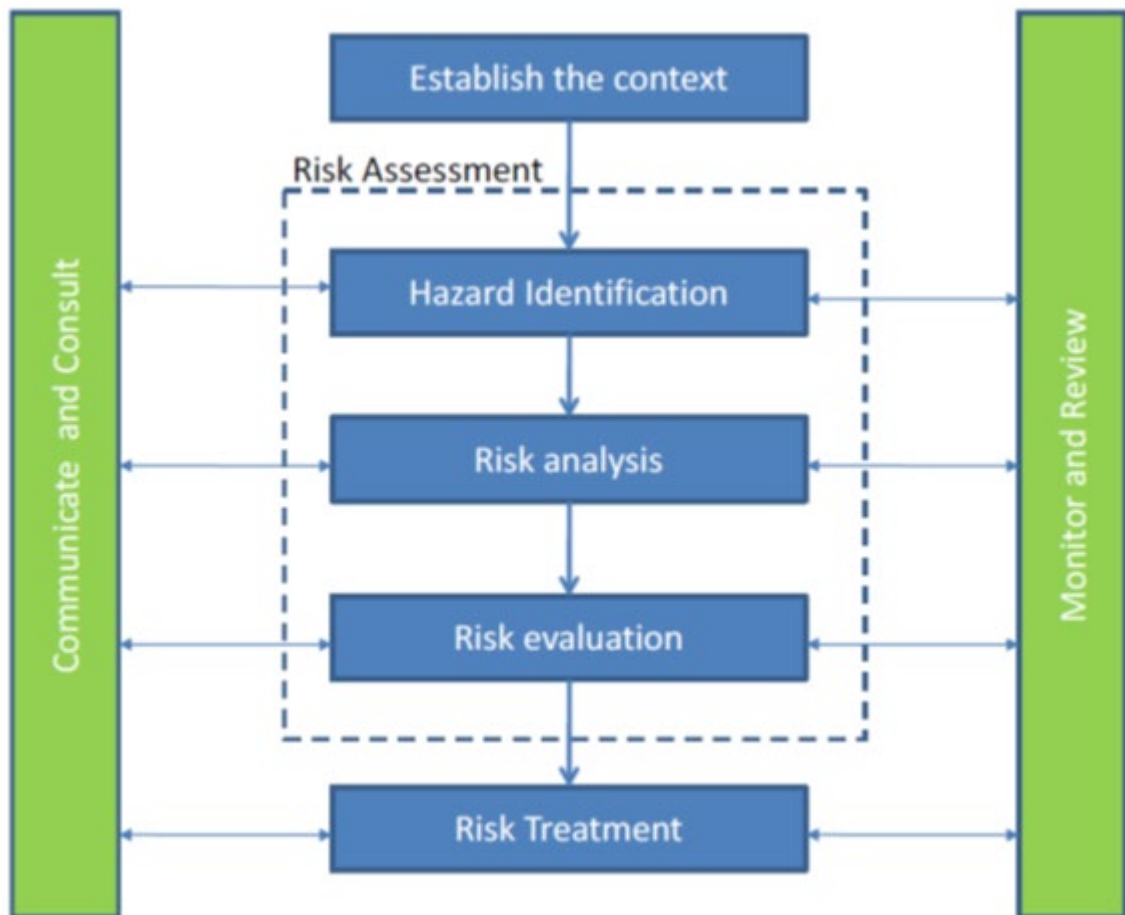 Establish the context
Risk Assessment
Communicate and Consult
Hazard Identification
Monitor and Review
Risk analysis
Risk evaluation
Risk Treatment